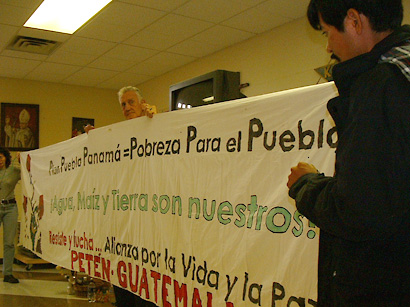 Plan Puebla Panamá = Pobreza Para el Pueblo
¡Agua, Maíz y Tierra son nuestros!
Resiste y lucha... Alianza por la Vida y la Paz
PETÉN-GUATEMALA